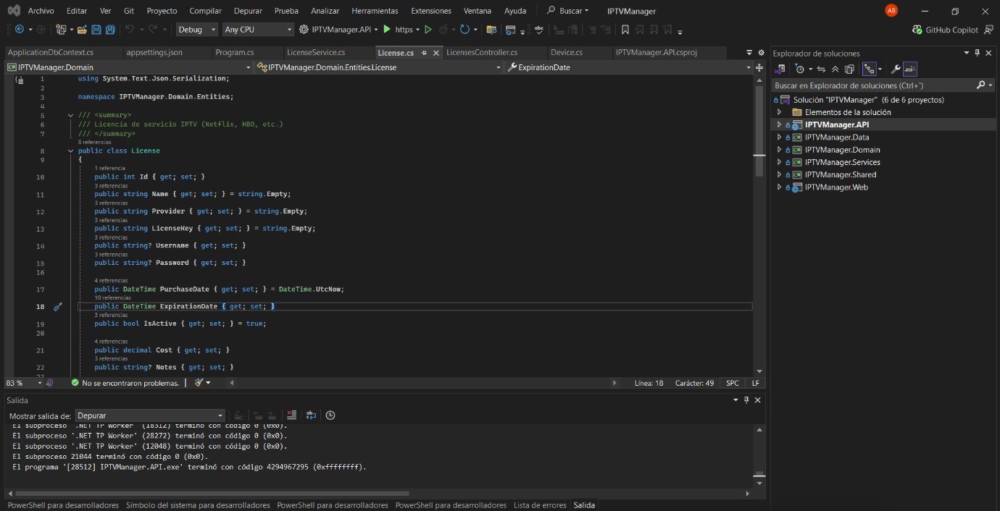 Archivo Editar Ver Git Proyecto Compilar Depurar Prueba Analizar Herramientas Extensiones Ventana Ayuda Buscar IPTVManager AB
Debug Any CPU IPTVManager.API https abc GitHub Copilot
ApplicationDbContext.cs appsettings.json Program.cs LicenseService.cs License.cs LicensesController.cs Device.cs IPTVManager.API.csproj
IPTVManager.Domain IPTVManager.Domain.Entities.License ExpirationDate
1 using System.Text.Json.Serialization;
2
3 namespace IPTVManager.Domain.Entities;
4
5 /// <summary>
6 /// Licencia de servicio IPTV (Netflix, HBO, etc.)
7 /// </summary>
8 referencias
8 public class License
9 {
1 referencia
10 public int Id { get; set; }
3 referencias
11 public string Name { get; set; } = string.Empty;
3 referencias
12 public string Provider { get; set; } = string.Empty;
3 referencias
13 public string LicenseKey { get; set; } = string.Empty;
3 referencias
14 public string? Username { get; set; }
3 referencias
15 public string? Password { get; set; }
16
4 referencias
17 public DateTime PurchaseDate { get; set; } = DateTime.UtcNow;
10 referencias
18 public DateTime ExpirationDate { get; set; }
3 referencias
19 public bool IsActive { get; set; } = true;
20
4 referencias
21 public decimal Cost { get; set; }
3 referencias
22 public string? Notes { get; set; }
83 % No se encontraron problemas. Línea: 18 Carácter: 49 SPC LF
Explorador de soluciones
Buscar en Explorador de soluciones (Ctrl+`)
Solución "IPTVManager" (6 de 6 proyectos)
Elementos de la solución
IPTVManager.API
IPTVManager.Data
IPTVManager.Domain
IPTVManager.Services
IPTVManager.Shared
IPTVManager.Web
Salida
Mostrar salida de: Depurar
El subproceso '.NET TP Worker' (18312) terminó con código 0 (0x0).
El subproceso '.NET TP Worker' (28272) terminó con código 0 (0x0).
El subproceso '.NET TP Worker' (12048) terminó con código 0 (0x0).
El subproceso 21044 terminó con código 0 (0x0).
El programa '[28512] IPTVManager.API.exe' terminó con código 4294967295 (0xffffffff).
PowerShell para desarrolladores Símbolo del sistema para desarrolladores PowerShell para desarrolladores PowerShell para desarrolladores Lista de errores Salida